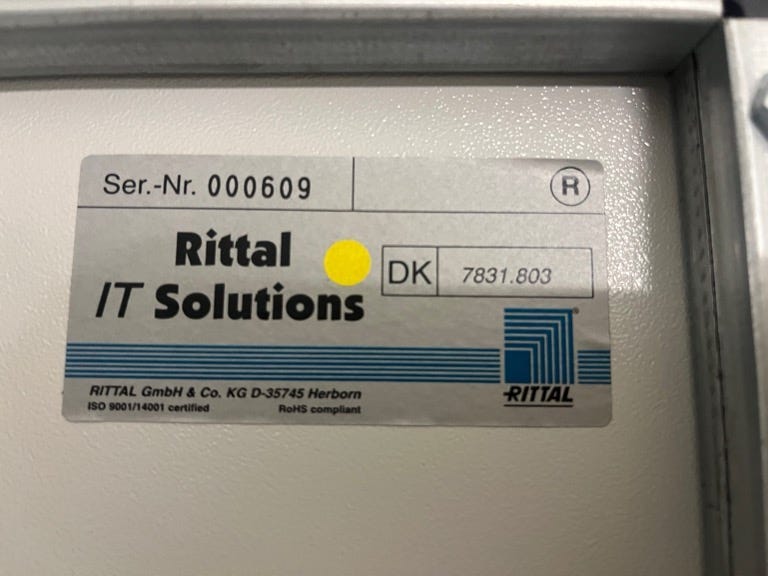 Ser.-Nr. 000609
®
Rittal
IT Solutions
DK 7831.803
®
RITTAL
RITTAL GmbH & Co. KG D-35745 Herborn
ISO 9001/14001 certified RoHS compliant